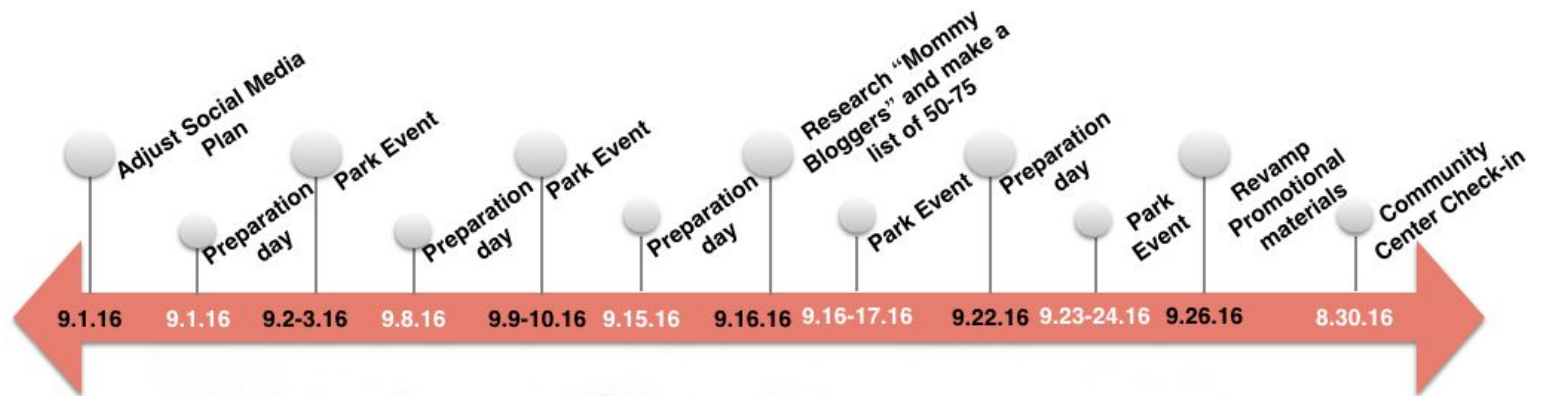 Adjust Social Media
Plan
Preparation
day
Park Event
Preparation
day
Park Event
Preparation
day
Research “Mommy
Bloggers” and make a
list of 50-75
Park Event
Preparation
day
Park
Event
Revamp
Promotional
materials
Community
Center Check-in
9.1.16 9.1.16 9.2-3.16 9.8.16 9.9-10.16 9.15.16 9.16.16 9.16-17.16 9.22.16 9.23-24.16 9.26.16 8.30.16